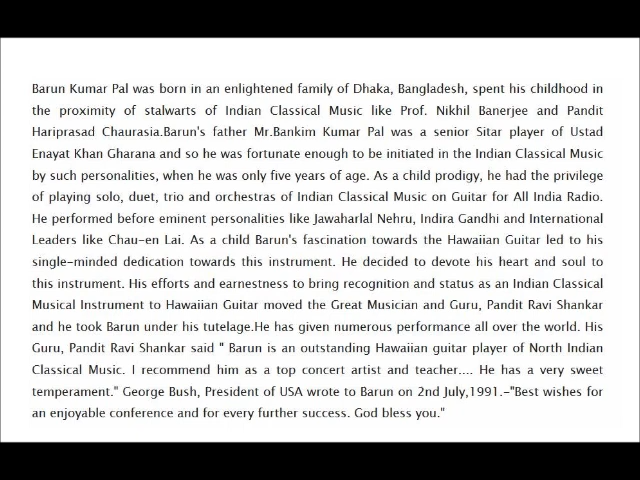 Barun Kumar Pal was born in an enlightened family of Dhaka, Bangladesh, spent his childhood in
the proximity of stalwarts of Indian Classical Music like Prof. Nikhil Banerjee and Pandit
Hariprasad Chaurasia.Barun's father Mr.Bankim Kumar Pal was a senior Sitar player of Ustad
Enayat Khan Gharana and so he was fortunate enough to be initiated in the Indian Classical Music
by such personalities, when he was only five years of age. As a child prodigy, he had the privilege
of playing solo, duet, trio and orchestras of Indian Classical Music on Guitar for All India Radio.
He performed before eminent personalities like Jawaharlal Nehru, Indira Gandhi and International
Leaders like Chau-en Lai. As a child Barun's fascination towards the Hawaiian Guitar led to his
single-minded dedication towards this instrument. He decided to devote his heart and soul to
this instrument. His efforts and earnestness to bring recognition and status as an Indian Classical
Musical Instrument to Hawaiian Guitar moved the Great Musician and Guru, Pandit Ravi Shankar
and he took Barun under his tutelage.He has given numerous performance all over the world. His
Guru, Pandit Ravi Shankar said " Barun is an outstanding Hawaiian guitar player of North Indian
Classical Music. I recommend him as a top concert artist and teacher.... He has a very sweet
temperament." George Bush, President of USA wrote to Barun on 2nd July,1991.-"Best wishes for
an enjoyable conference and for every further success. God bless you."